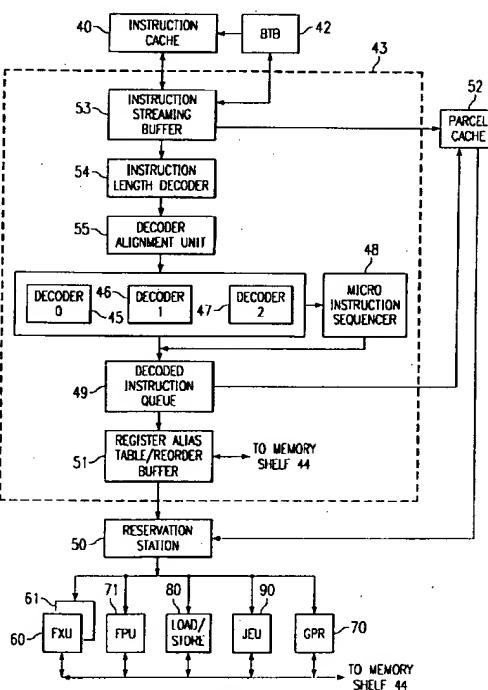 40
INSTRUCTION
CACHE
BTB
42
43
52
53
INSTRUCTION
STREAMING
BUFFER
PARCEL
CACHE
54
INSTRUCTION
LENGTH DECODER
55
DECODER
ALIGNMENT UNIT
48
DECODER
0
45
46
DECODER
1
47
DECODER
2
MICRO
INSTRUCTION
SEQUENCER
49
DECODED
INSTRUCTION
QUEUE
51
REGISTER ALIAS
TABLE/REORDER
BUFFER
TO MEMORY
SHELF 44
50
RESERVATION
STATION
61
60
FXU
71
FPU
80
LOAD/
STORE
90
JEU
GPR
70
TO MEMORY
SHELF 44